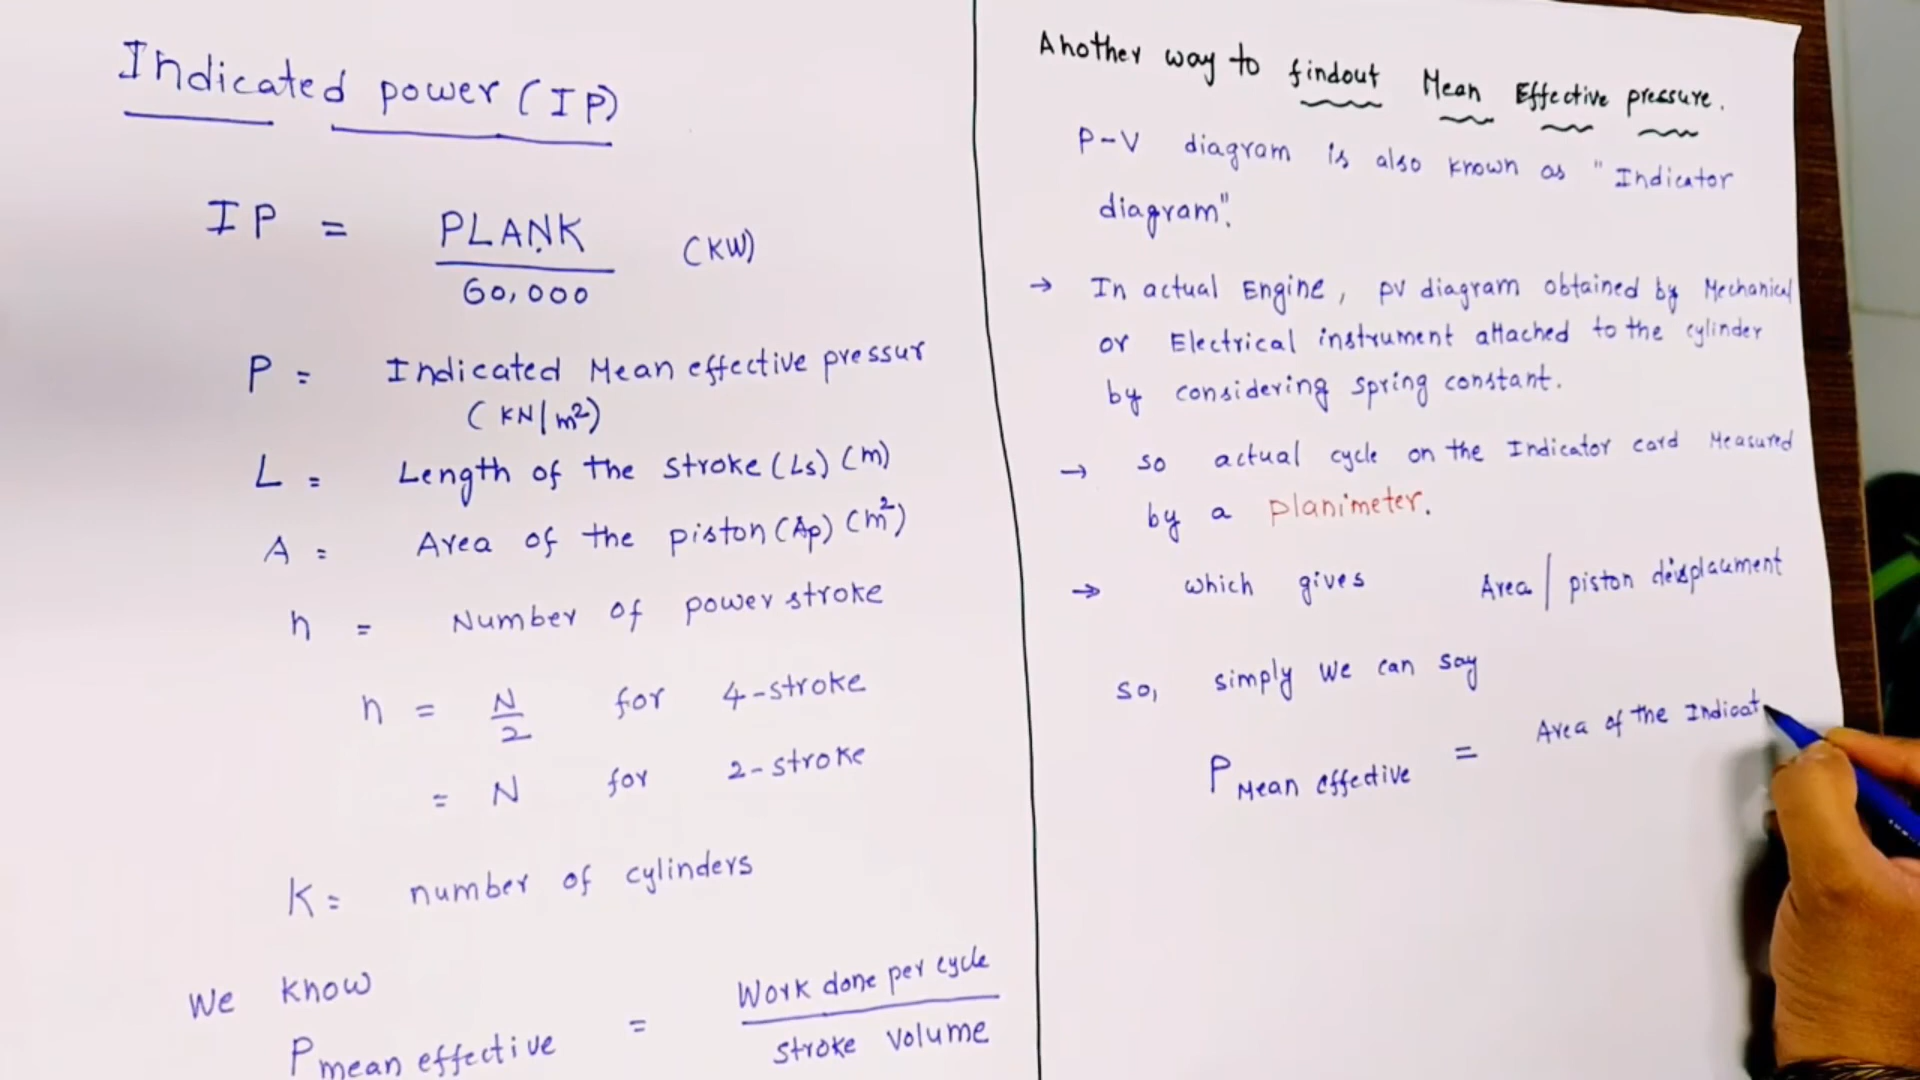 Indicated power (IP)
IP = PLANK / 60,000 (KW)
P = Indicated Mean effective pressur
(KN/m²)
L = Length of the stroke (Ls) (m)
A = Area of the piston (Ap) (m²)
n = Number of power stroke
n = N/2 for 4-stroke
= N for 2-stroke
K = number of cylinders
We know
P mean effective = Work done per cycle / stroke volume
Another way to findout Mean Effective pressure.
P-V diagram is also known as "Indicator
diagram".
→ In actual Engine, PV diagram obtained by Mechanical
or Electrical instrument attached to the cylinder
by considering spring constant.
→ so actual cycle on the Indicator card Measured
by a planimeter.
→ which gives Area / piston
So, simply we can say
P Mean effective = Area of the Indicat